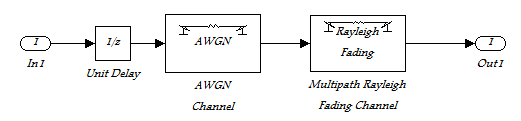 1
In1
1/z
Unit Delay
AWGN
AWGN
Channel
Rayleigh
Fading
Multipath Rayleigh
Fading Channel
1
Out1